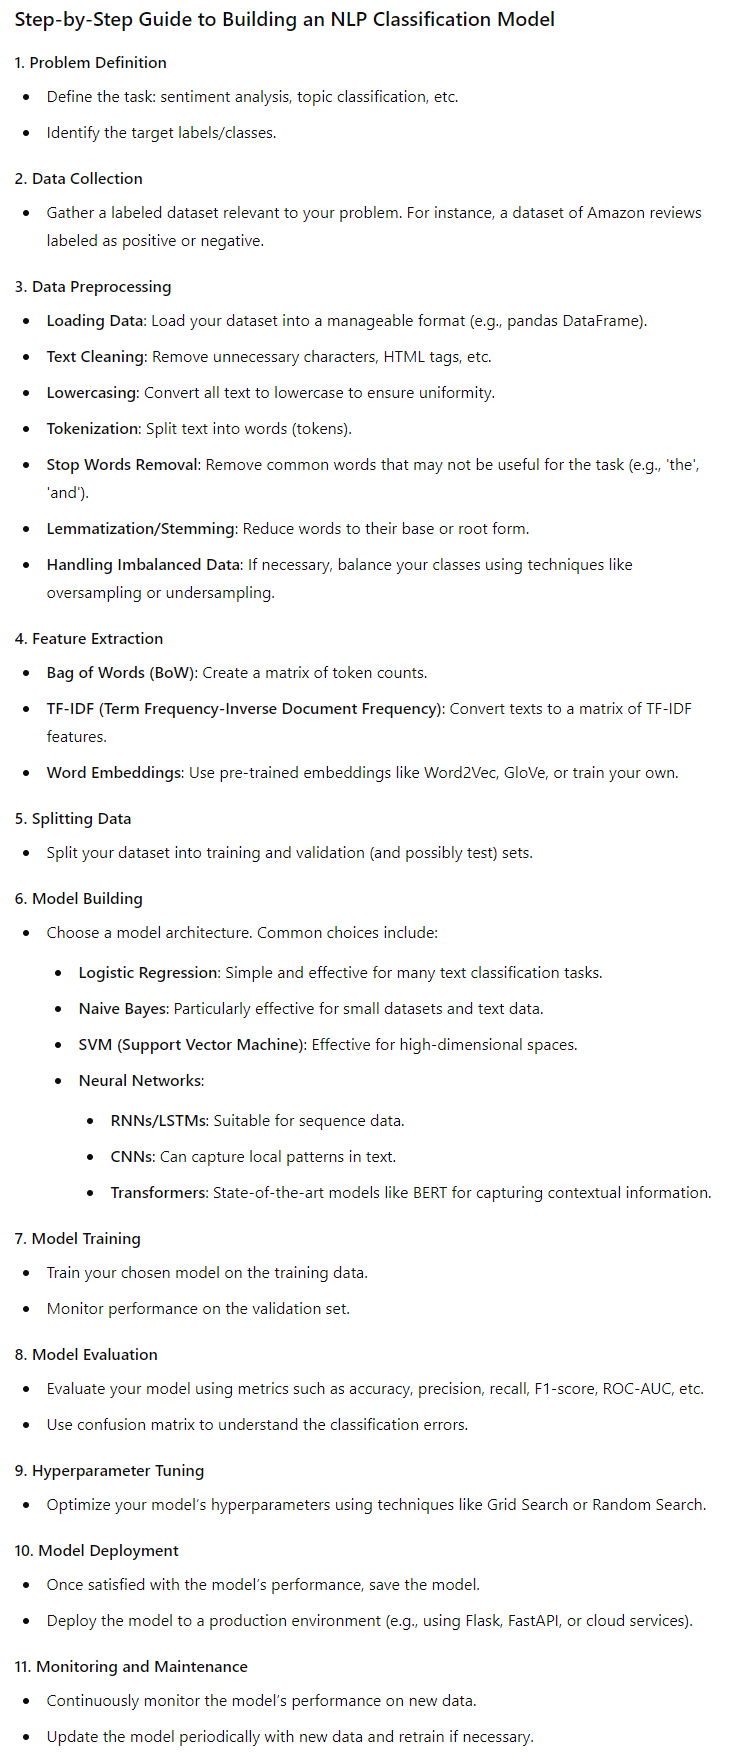 Step-by-Step Guide to Building an NLP Classification Model
1. Problem Definition
• Define the task: sentiment analysis, topic classification, etc.
• Identify the target labels/classes.
2. Data Collection
• Gather a labeled dataset relevant to your problem. For instance, a dataset of Amazon reviews
labeled as positive or negative.
3. Data Preprocessing
• Loading Data: Load your dataset into a manageable format (e.g., pandas DataFrame).
• Text Cleaning: Remove unnecessary characters, HTML tags, etc.
• Lowercasing: Convert all text to lowercase to ensure uniformity.
• Tokenization: Split text into words (tokens).
• Stop Words Removal: Remove common words that may not be useful for the task (e.g., 'the',
'and').
• Lemmatization/Stemming: Reduce words to their base or root form.
• Handling Imbalanced Data: If necessary, balance your classes using techniques like
oversampling or undersampling.
4. Feature Extraction
• Bag of Words (BoW): Create a matrix of token counts.
• TF-IDF (Term Frequency-Inverse Document Frequency): Convert texts to a matrix of TF-IDF
features.
• Word Embeddings: Use pre-trained embeddings like Word2Vec, GloVe, or train your own.
5. Splitting Data
• Split your dataset into training and validation (and possibly test) sets.
6. Model Building
• Choose a model architecture. Common choices include:
• Logistic Regression: Simple and effective for many text classification tasks.
• Naive Bayes: Particularly effective for small datasets and text data.
• SVM (Support Vector Machine): Effective for high-dimensional spaces.
• Neural Networks:
• RNNs/LSTMs: Suitable for sequence data.
• CNNs: Can capture local patterns in text.
• Transformers: State-of-the-art models like BERT for capturing contextual information.
7. Model Training
• Train your chosen model on the training data.
• Monitor performance on the validation set.
8. Model Evaluation
• Evaluate your model using metrics such as accuracy, precision, recall, F1-score, ROC-AUC, etc.
• Use confusion matrix to understand the classification errors.
9. Hyperparameter Tuning
• Optimize your model's hyperparameters using techniques like Grid Search or Random Search.
10. Model Deployment
• Once satisfied with the model's performance, save the model.
• Deploy the model to a production environment (e.g., using Flask, FastAPI, or cloud services).
11. Monitoring and Maintenance
• Continuously monitor the model's performance on new data.
• Update the model periodically with new data and retrain if necessary.